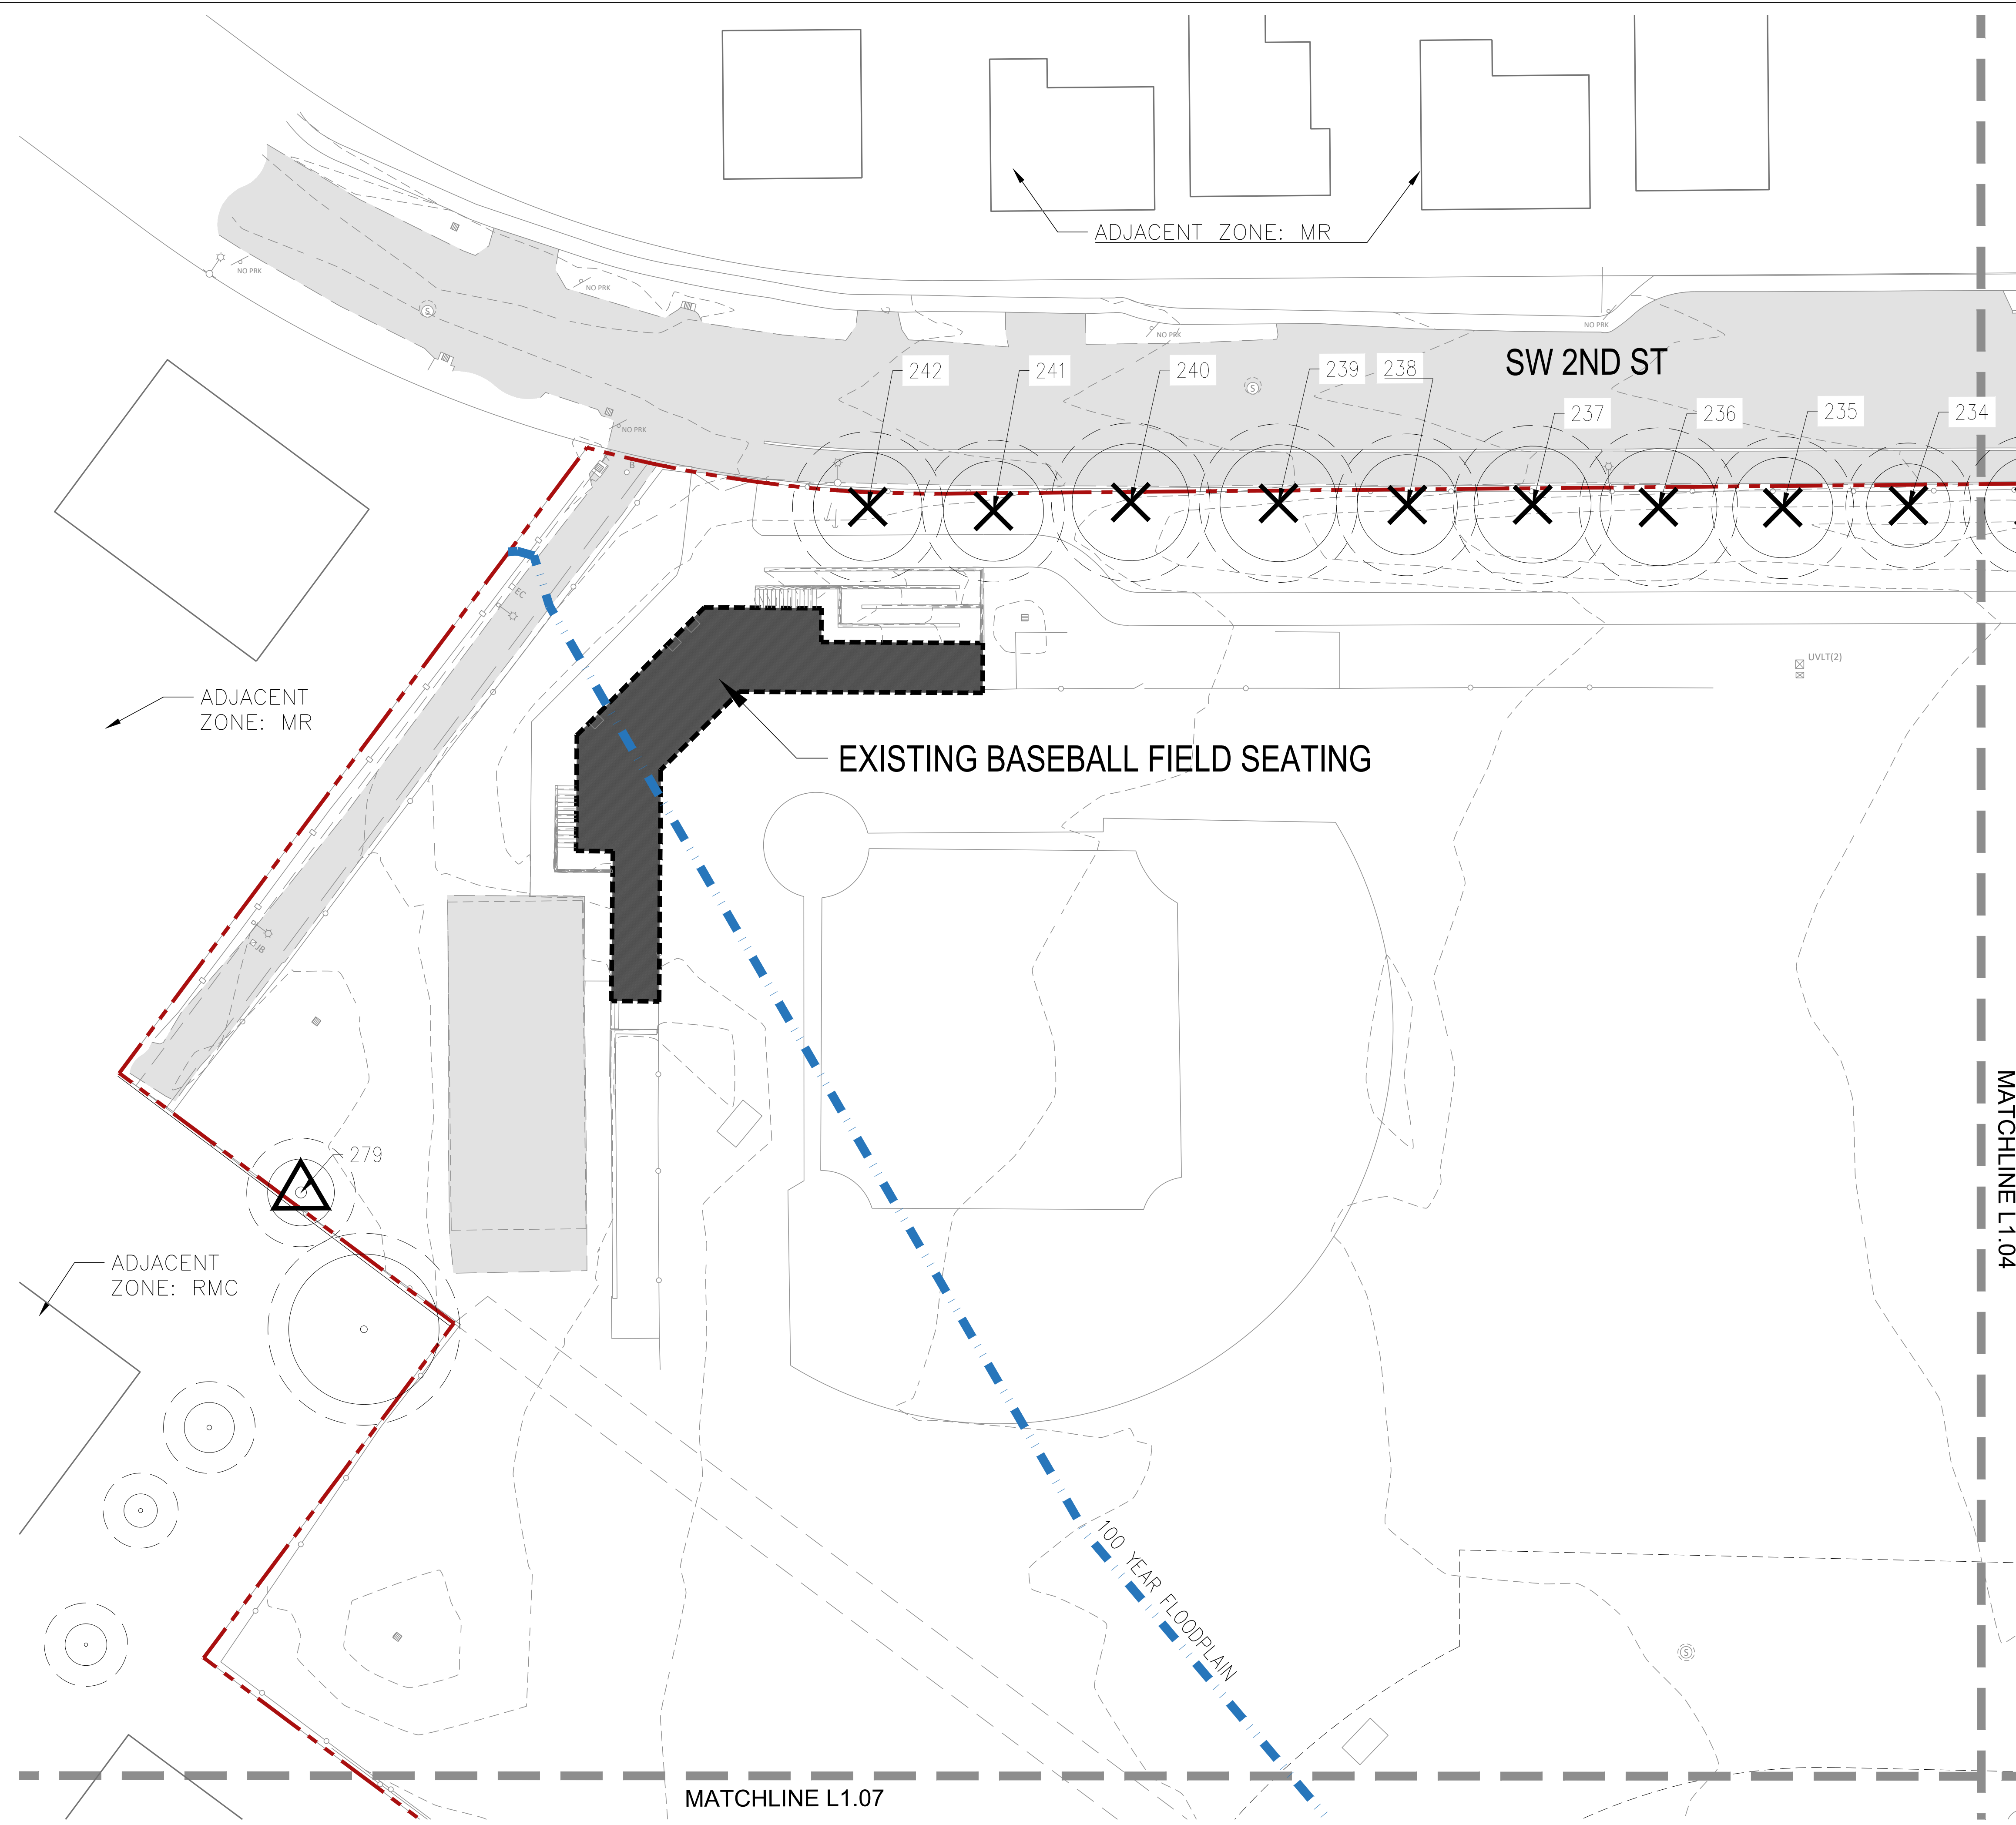 ADJACENT ZONE: MR
NO PRK
NO PRK
NO PRK
NO PRK
NO PRK
SW 2ND ST
242
241
240
239
238
237
236
235
234
S
S
B
EC
UVLT(2)
ADJACENT
ZONE: MR
EXISTING BASEBALL FIELD SEATING
JB
MATCHLINE L1.04
279
ADJACENT
ZONE: RMC
100 YEAR FLOODPLAIN
S
MATCHLINE L1.07